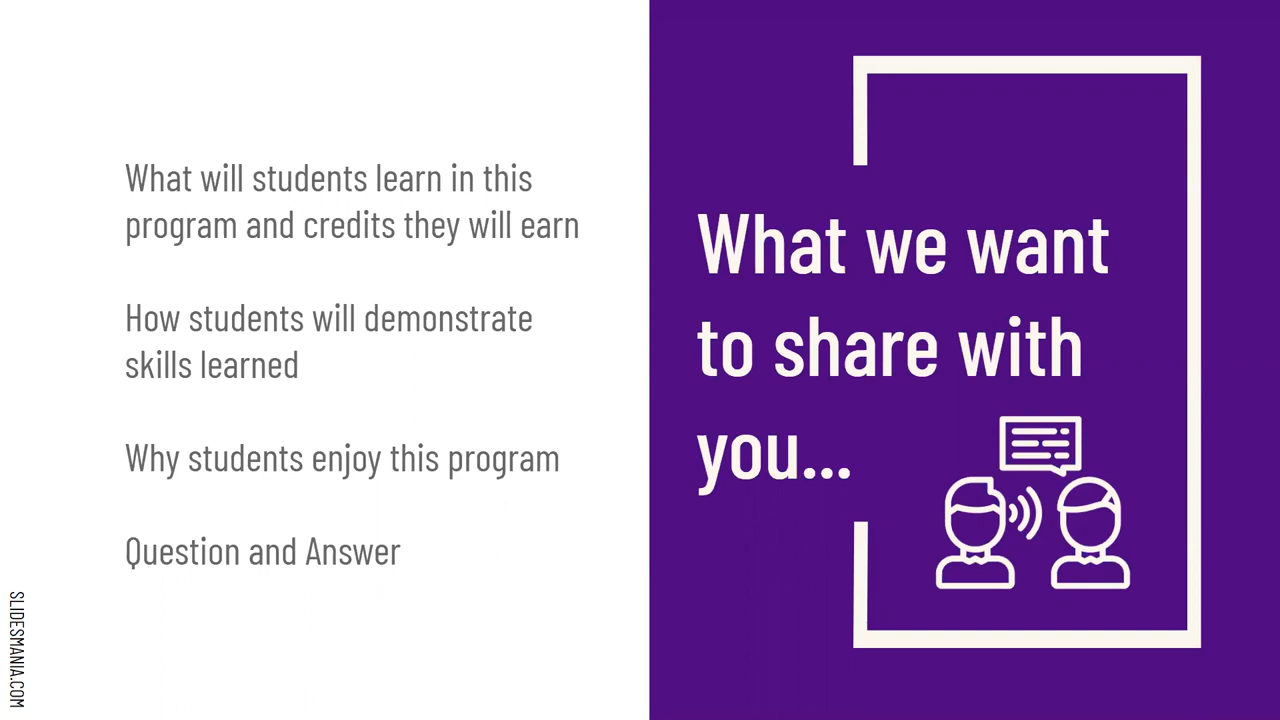 What will students learn in this
program and credits they will earn
How students will demonstrate
skills learned
Why students enjoy this program
Question and Answer
What we want
to share with
you...
SLIDESMANIA.COM